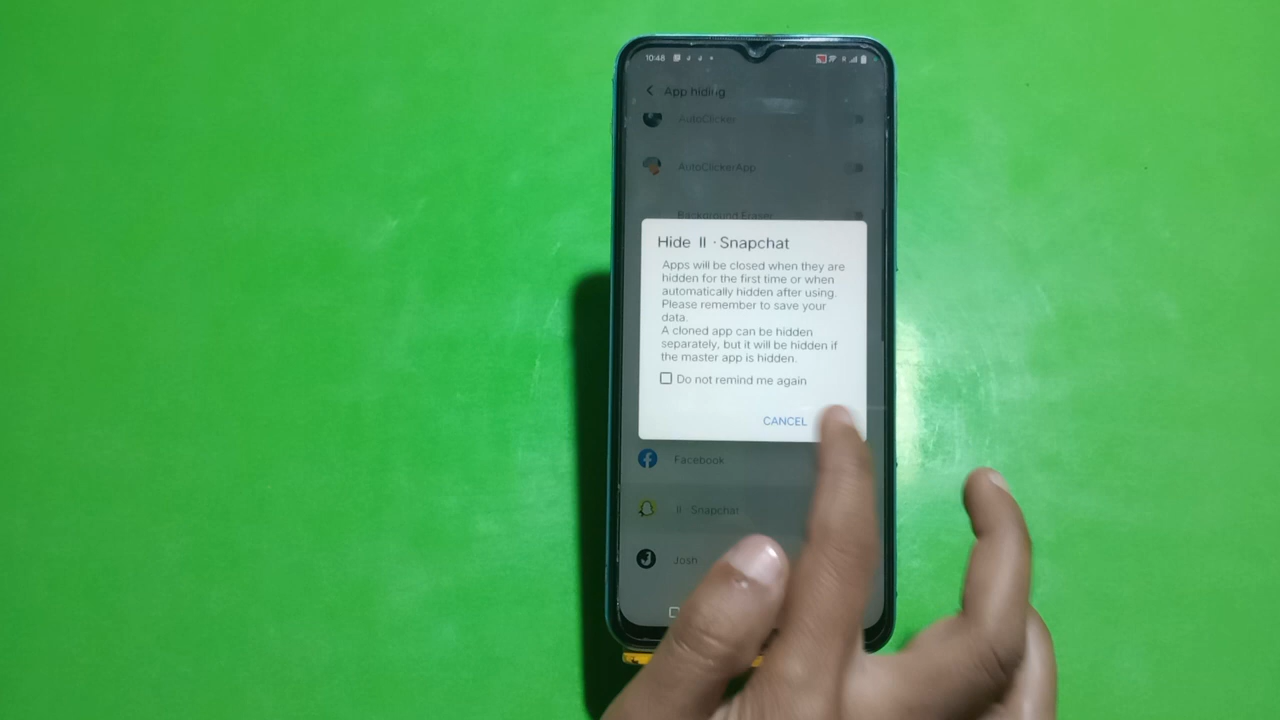 10:48
App hiding
AutoClicker
AutoClickerApp
Background Eraser
Hide II · Snapchat
Apps will be closed when they are
hidden for the first time or when
automatically hidden after using.
Please remember to save your
data.
A cloned app can be hidden
separately, but it will be hidden if
the master app is hidden.
Do not remind me again
CANCEL
Facebook
II · Snapchat
Josh